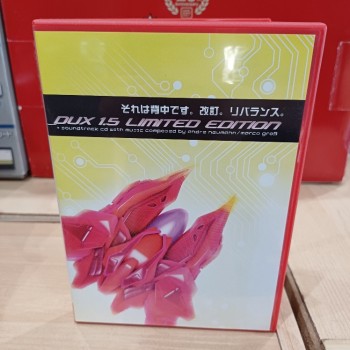 それは背中です。改訂。リバランス。
DUX 1.5 LIMITED EDITION
+ soundtrack cd with music composed by andre neumann/marco groß